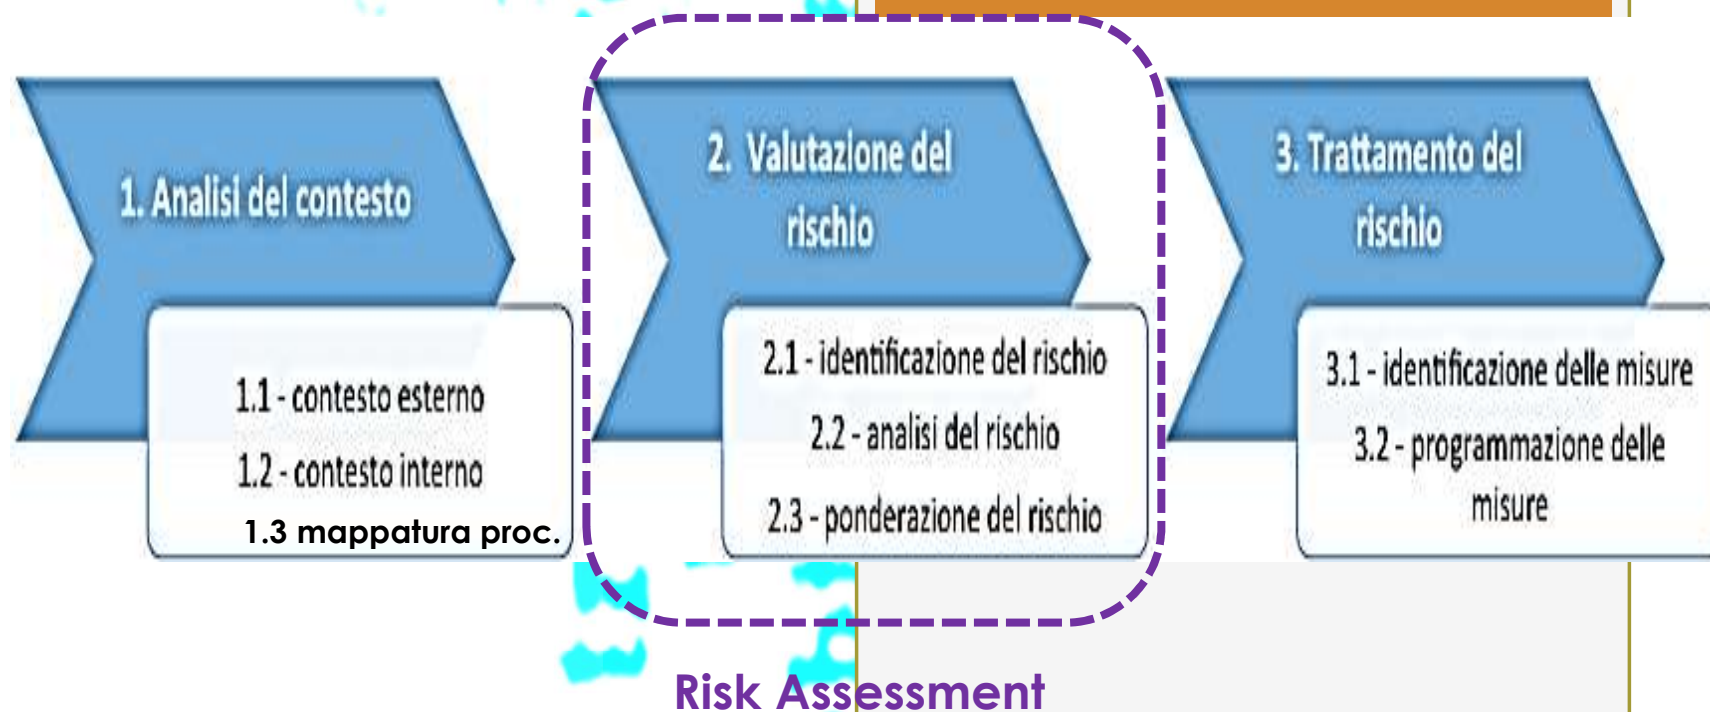 1. Analisi del contesto
1.1 - contesto esterno
1.2 - contesto interno
1.3 mappatura proc.
2. Valutazione del
rischio
2.1 - identificazione del rischio
2.2 - analisi del rischio
2.3 - ponderazione del rischio
3. Trattamento del
rischio
3.1 - identificazione delle misure
3.2 - programmazione delle
misure
Risk Assessment